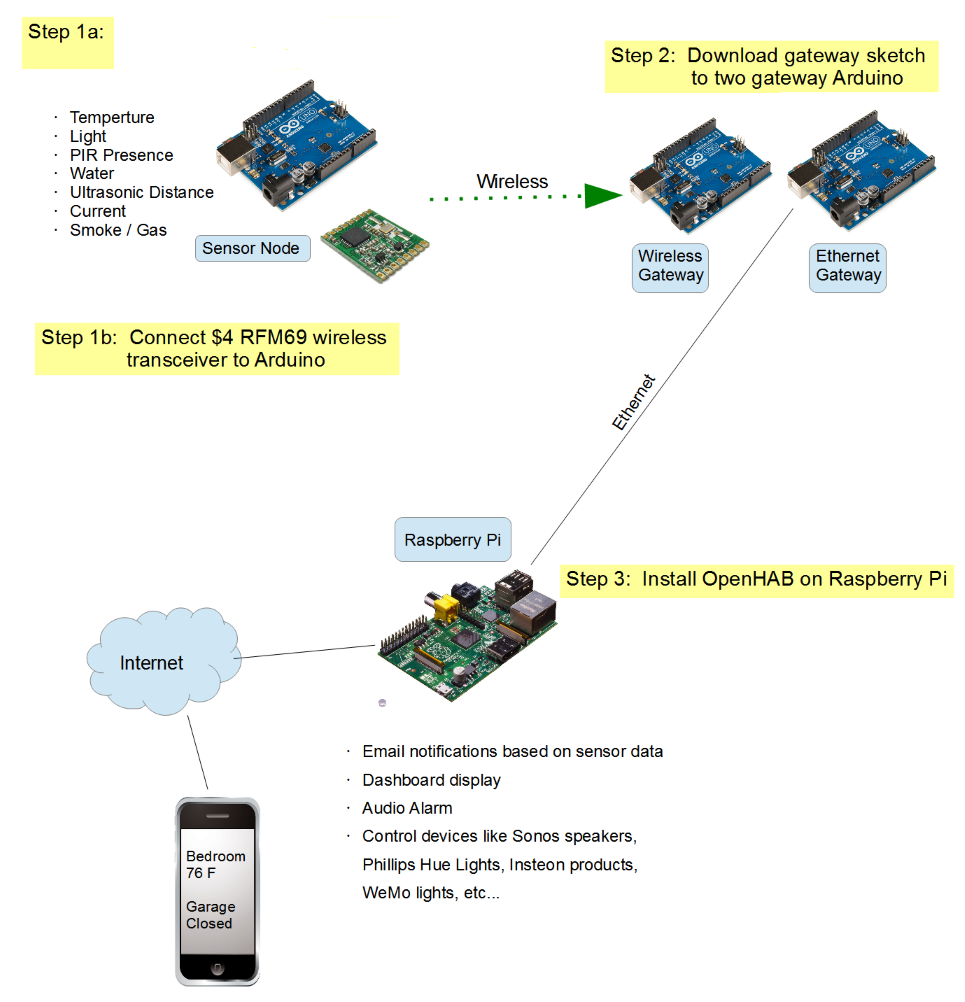 Step 1a:
Step 2:  Download gateway sketch
to two gateway Arduino
· Temperture
· Light
· PIR Presence
· Water
· Ultrasonic Distance
· Current
· Smoke / Gas
Sensor Node
Wireless
Wireless
Gateway
Ethernet
Gateway
Step 1b:  Connect $4 RFM69 wireless
transceiver to Arduino
Ethernet
Raspberry Pi
Step 3:  Install OpenHAB on Raspberry Pi
Internet
· Email notifications based on sensor data
· Dashboard display
· Audio Alarm
· Control devices like Sonos speakers,
Phillips Hue Lights, Insteon products,
WeMo lights, etc...
Bedroom
76 F
Garage
Closed